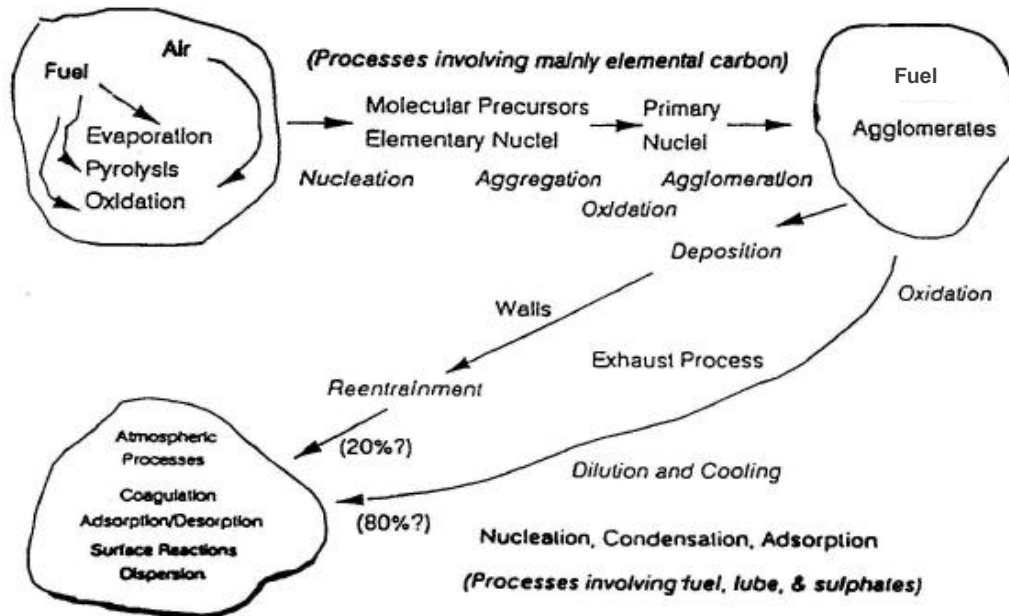 Air
Fuel
Evaporation
Pyrolysis
Oxidation
(Processes involving mainly elemental carbon)
Molecular Precursors
Elementary Nuclei
Primary
Nuclei
Nucleation
Aggregation
Agglomeration
Oxidation
Fuel
Agglomerates
Deposition
Oxidation
Walls
Exhaust Process
Reentrainment
(20%?)
Dilution and Cooling
(80%?)
Atmospheric
Processes
Coagulation
Adsorption/Desorption
Surface Reactions
Dispersion
Nucleation, Condensation, Adsorption
(Processes involving fuel, lube, & sulphates)